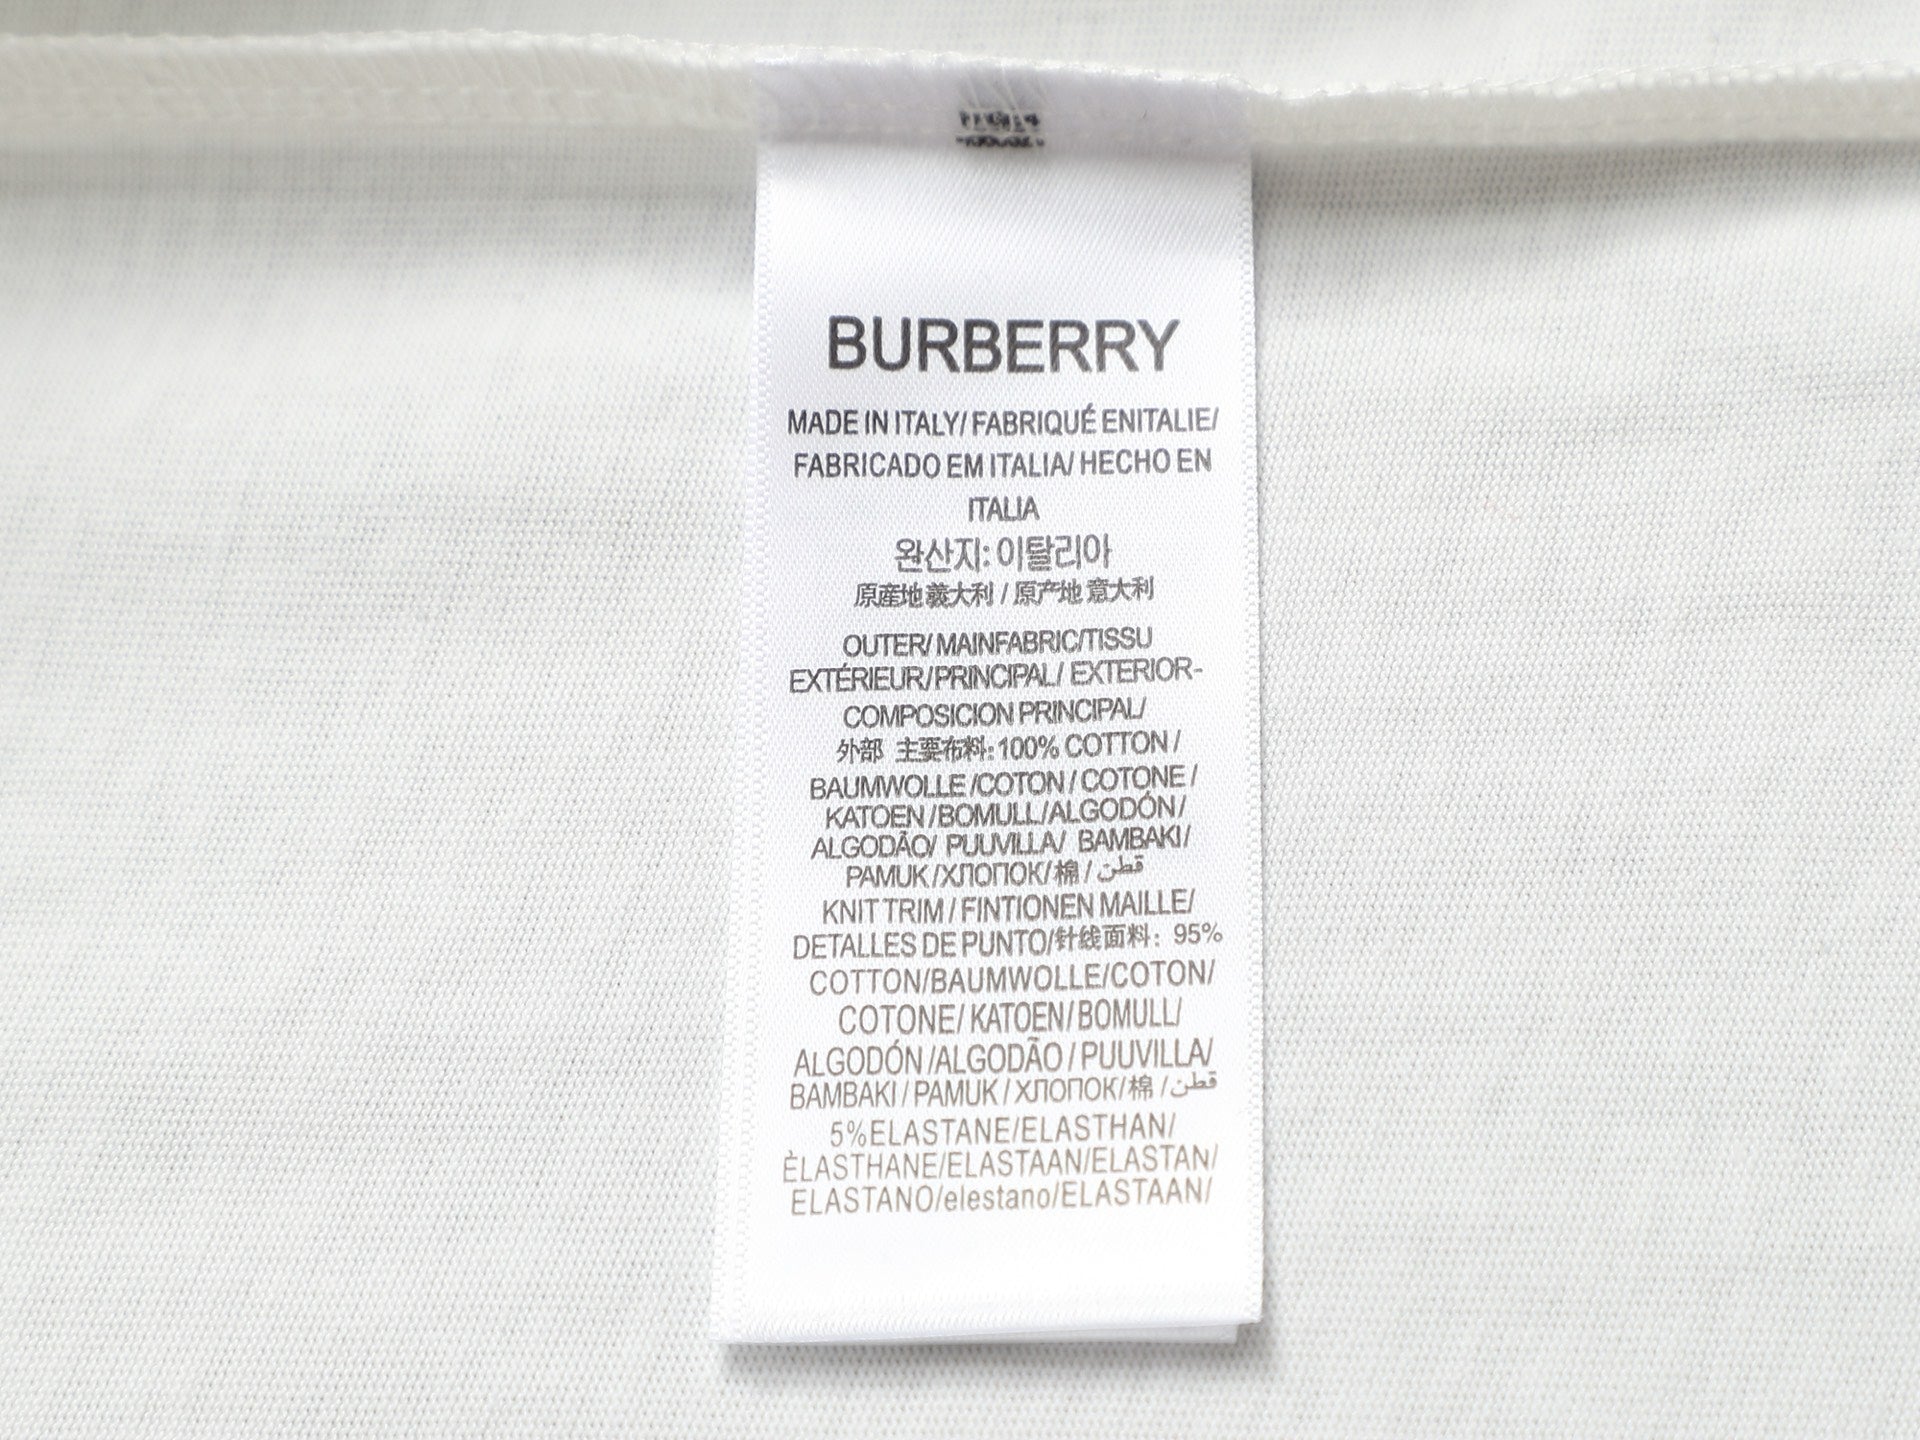 BURBERRY
MADE IN ITALY/ FABRIQUÉ ENITALIE/
FABRICADO EM ITALIA/ HECHO EN
ITALIA
완산지: 이탈리아
原産地 義大利 / 原产地 意大利
OUTER/ MAINFABRIC/TISSU
EXTÉRIEUR/PRINCIPAL/ EXTERIOR-
COMPOSICION PRINCIPAL/
外部 主要布料: 100% COTTON /
BAUMWOLLE /COTON / COTONE /
KATOEN /BOMULL/ALGODÓN/
ALGODÃO/ PUUVILLA/ BAMBAKI/
PAMUK /ХЛОПОК/ 棉 / قطن
KNIT TRIM / FINTIONEN MAILLE/
DETALLES DE PUNTO/针线面料: 95%
COTTON/BAUMWOLLE/COTON/
COTONE/ KATOEN/ BOMULL/
ALGODÓN /ALGODÃO / PUUVILLA/
BAMBAKI / PAMUK / ХЛОПОК/ 棉 / قطن
5%ELASTANE/ELASTHAN/
ÈLASTHANE/ELASTAAN/ELASTAN/
ELASTANO/elestano/ELASTAAN/